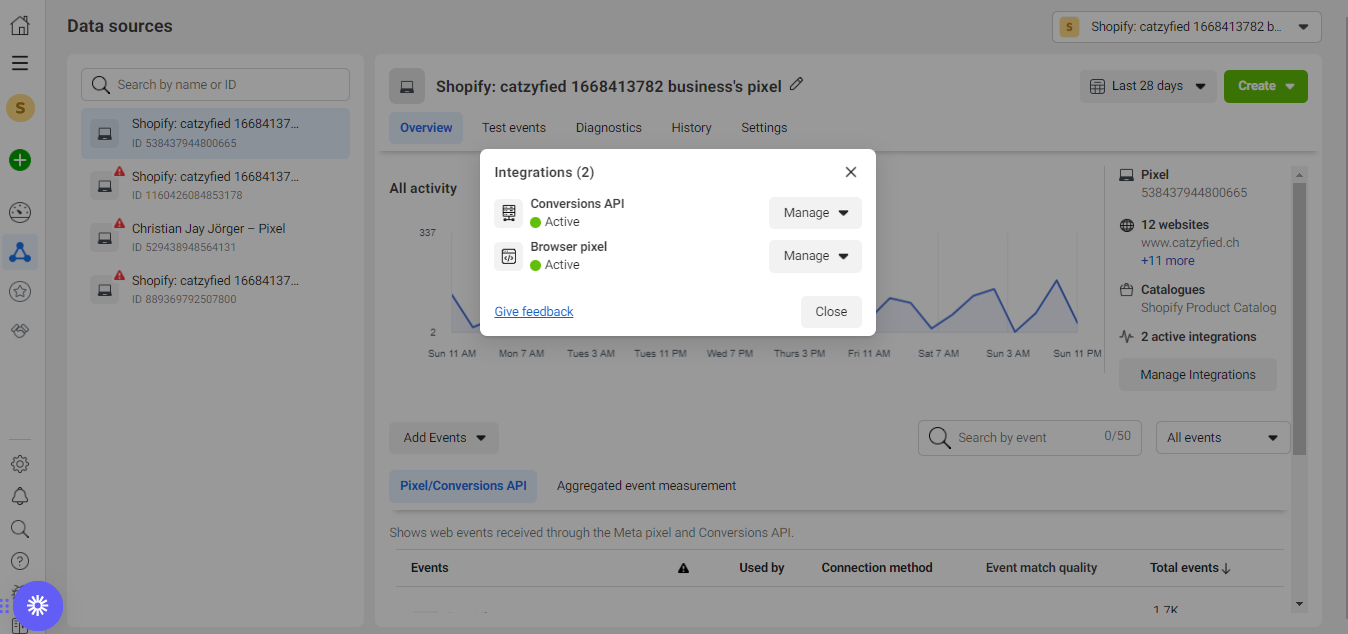 Data sources
S
Shopify: catzyfied 1668413782 b...
Search by name or ID
S
Shopify: catzyfied 16684137...
ID 538437944800665
Shopify: catzyfied 16684137...
ID 1160426084853178
Christian Jay Jörger – Pixel
ID 529438948564131
Shopify: catzyfied 16684137...
ID 889369792507800
Shopify: catzyfied 1668413782 business's pixel
Last 28 days
Create
Overview
Test events
Diagnostics
History
Settings
All activity
337
2
Sun 11 AM
Mon 7 AM
Tues 3 AM
Tues 11 PM
Wed 7 PM
Thurs 3 PM
Fri 11 AM
Sat 7 AM
Sun 3 AM
Sun 11 PM
Integrations (2)
Conversions API
Active
Manage
Browser pixel
Active
Manage
Give feedback
Close
Pixel
538437944800665
12 websites
www.catzyfied.ch
+11 more
Catalogues
Shopify Product Catalog
2 active integrations
Manage Integrations
Add Events
Search by event
0/50
All events
Pixel/Conversions API
Aggregated event measurement
Shows web events received through the Meta pixel and Conversions API.
Events
Used by
Connection method
Event match quality
Total events
1.7K